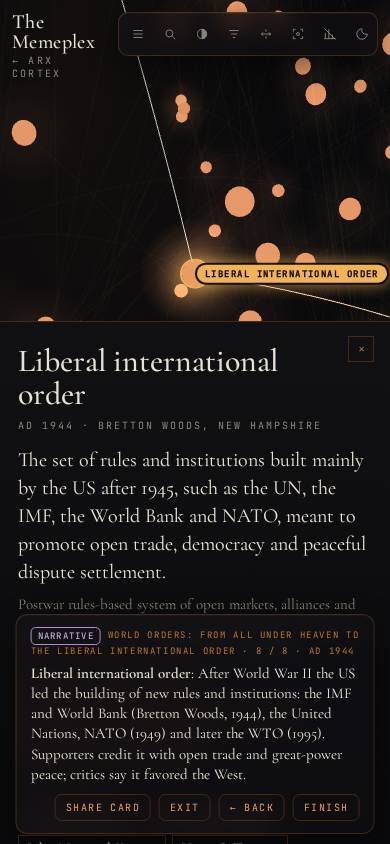 The
Memeplex
← ARX
CORTEX
LIBERAL INTERNATIONAL ORDER
Liberal international
order
×
AD 1944 · BRETTON WOODS, NEW HAMPSHIRE
The set of rules and institutions built mainly
by the US after 1945, such as the UN, the
IMF, the World Bank and NATO, meant to
promote open trade, democracy and peaceful
dispute settlement.
Postwar rules-based system of open markets, alliances and
NARRATIVE WORLD ORDERS: FROM ALL UNDER HEAVEN TO
THE LIBERAL INTERNATIONAL ORDER · 8 / 8 · AD 1944
Liberal international order: After World War II the US
led the building of new rules and institutions: the IMF
and World Bank (Bretton Woods, 1944), the United
Nations, NATO (1949) and later the WTO (1995).
Supporters credit it with open trade and great-power
peace; critics say it favored the West.
SHARE CARD EXIT ← BACK FINISH